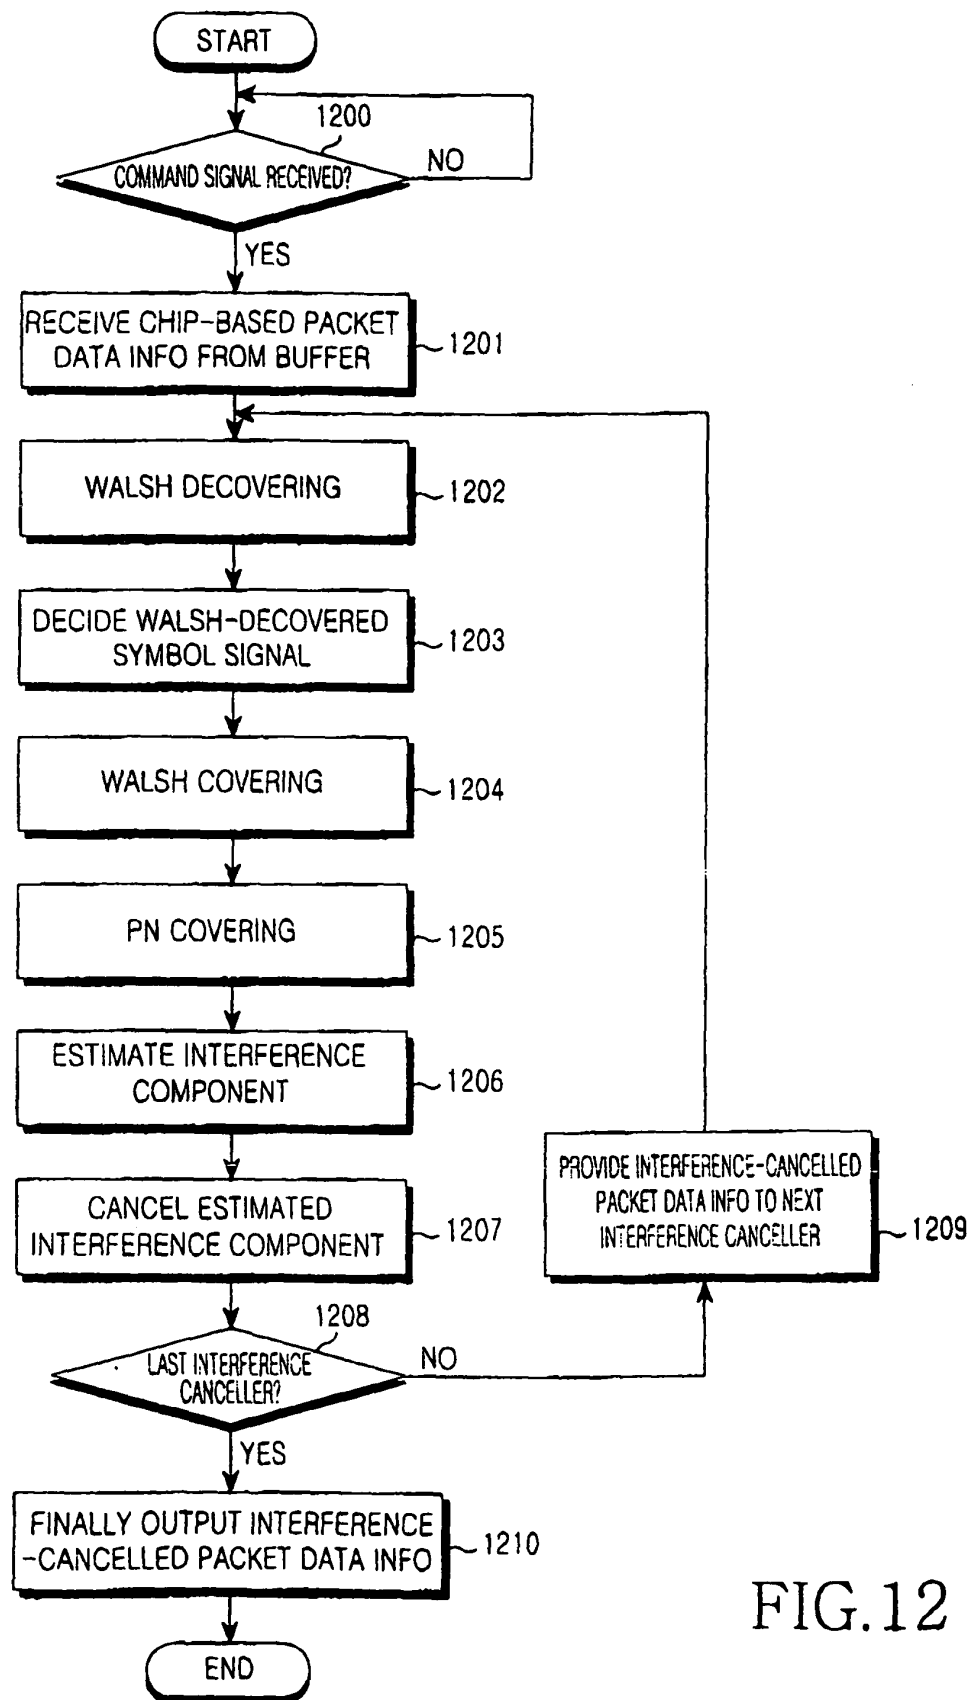 START
1200
COMMAND SIGNAL RECEIVED?
NO
YES
RECEIVE CHIP-BASED PACKET
DATA INFO FROM BUFFER
1201
WALSH DECOVERING
1202
DECIDE WALSH-DECOVERED
SYMBOL SIGNAL
1203
WALSH COVERING
1204
PN COVERING
1205
ESTIMATE INTERFERENCE
COMPONENT
1206
CANCEL ESTIMATED
INTERFERENCE COMPONENT
1207
PROVIDE INTERFERENCE-CANCELLED
PACKET DATA INFO TO NEXT
INTERFERENCE CANCELLER
1209
1208
LAST INTERFERENCE
CANCELLER?
NO
YES
FINALLY OUTPUT INTERFERENCE
-CANCELLED PACKET DATA INFO
1210
END
FIG.12